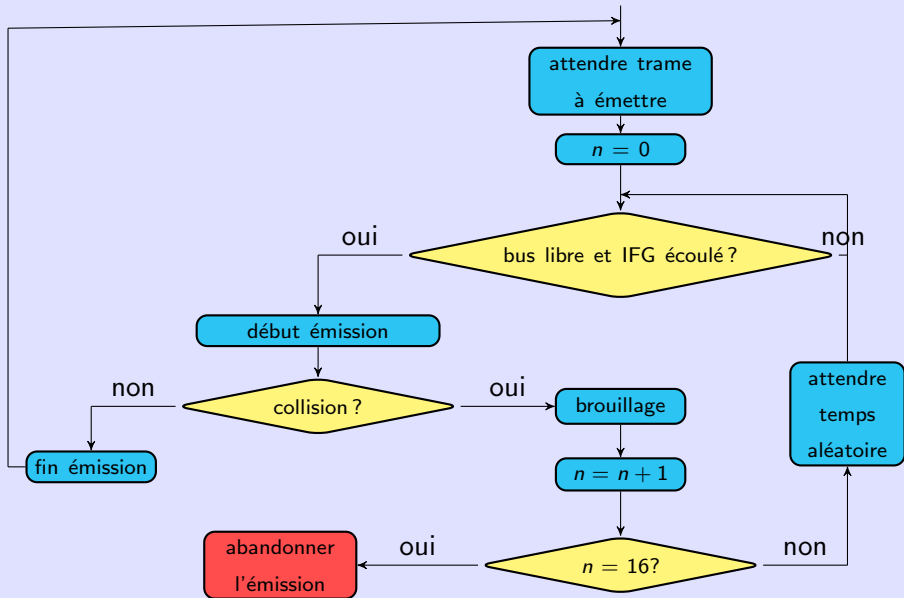 attendre trame
à émettre
n = 0
bus libre et IFG écoulé ?
oui
non
début émission
collision ?
non
oui
fin émission
brouillage
n = n + 1
attendre
temps
aléatoire
n = 16?
oui
non
abandonner
l'émission